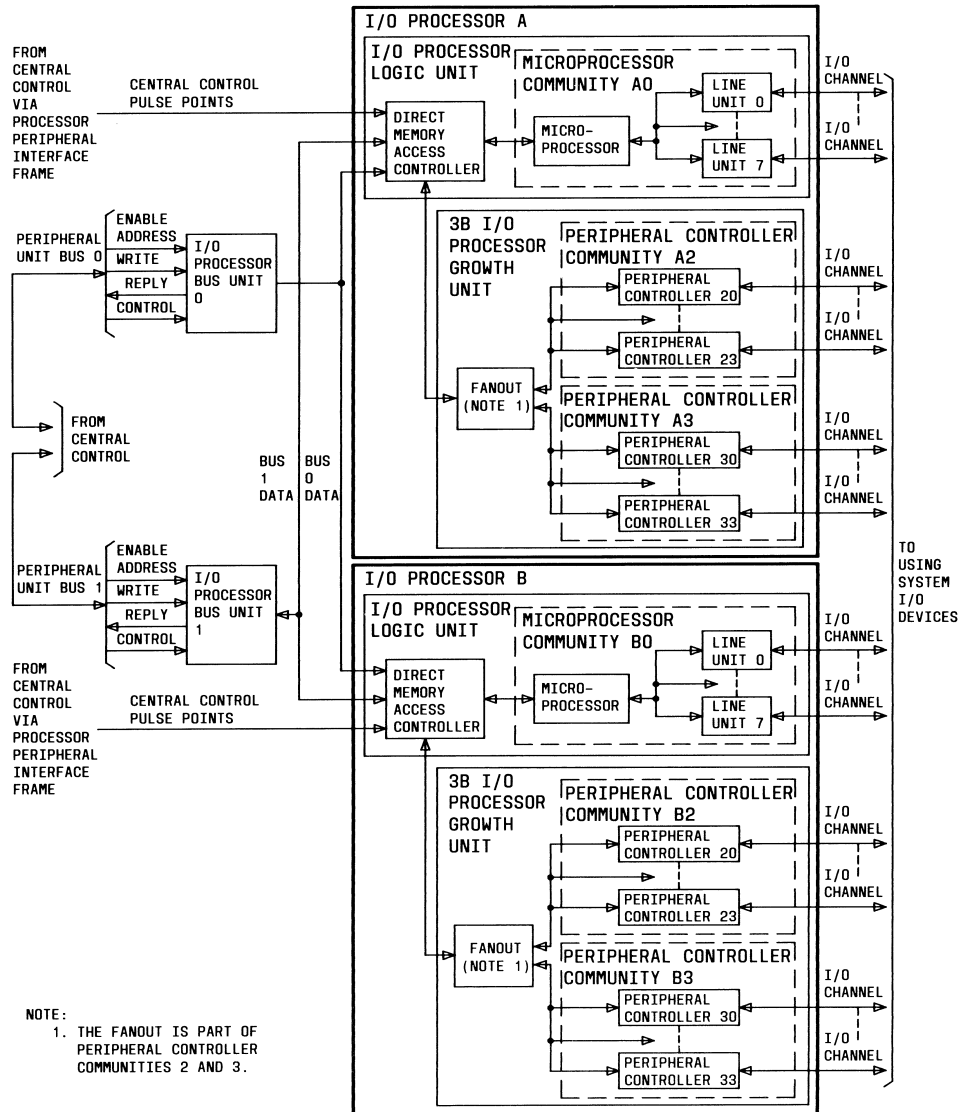 I/O PROCESSOR A
FROM
CENTRAL
CONTROL
VIA
PROCESSOR
PERIPHERAL
INTERFACE
FRAME
CENTRAL CONTROL
PULSE POINTS
I/O PROCESSOR
LOGIC UNIT
DIRECT
MEMORY
ACCESS
CONTROLLER
MICROPROCESSOR
COMMUNITY A0
MICRO-
PROCESSOR
LINE
UNIT 0
LINE
UNIT 7
I/O
CHANNEL
I/O
CHANNEL
PERIPHERAL
UNIT BUS 0
ENABLE
ADDRESS
WRITE
REPLY
CONTROL
I/O
PROCESSOR
BUS UNIT
0
3B I/O
PROCESSOR
GROWTH
UNIT
PERIPHERAL CONTROLLER
COMMUNITY A2
PERIPHERAL
CONTROLLER 20
PERIPHERAL
CONTROLLER 23
I/O
CHANNEL
I/O
CHANNEL
FANOUT
(NOTE 1)
PERIPHERAL CONTROLLER
COMMUNITY A3
PERIPHERAL
CONTROLLER 30
PERIPHERAL
CONTROLLER 33
I/O
CHANNEL
I/O
CHANNEL
FROM
CENTRAL
CONTROL
BUS
1
DATA
BUS
0
DATA
TO
USING
SYSTEM
I/O
DEVICES
PERIPHERAL
UNIT BUS 1
ENABLE
ADDRESS
WRITE
REPLY
CONTROL
I/O
PROCESSOR
BUS UNIT
1
FROM
CENTRAL
CONTROL
VIA
PROCESSOR
PERIPHERAL
INTERFACE
FRAME
CENTRAL CONTROL
PULSE POINTS
I/O PROCESSOR B
I/O PROCESSOR
LOGIC UNIT
DIRECT
MEMORY
ACCESS
CONTROLLER
MICROPROCESSOR
COMMUNITY B0
MICRO-
PROCESSOR
LINE
UNIT 0
LINE
UNIT 7
I/O
CHANNEL
I/O
CHANNEL
3B I/O
PROCESSOR
GROWTH
UNIT
PERIPHERAL CONTROLLER
COMMUNITY B2
PERIPHERAL
CONTROLLER 20
PERIPHERAL
CONTROLLER 23
I/O
CHANNEL
I/O
CHANNEL
FANOUT
(NOTE 1)
PERIPHERAL CONTROLLER
COMMUNITY B3
PERIPHERAL
CONTROLLER 30
PERIPHERAL
CONTROLLER 33
I/O
CHANNEL
I/O
CHANNEL
NOTE:
1. THE FANOUT IS PART OF
PERIPHERAL CONTROLLER
COMMUNITIES 2 AND 3.